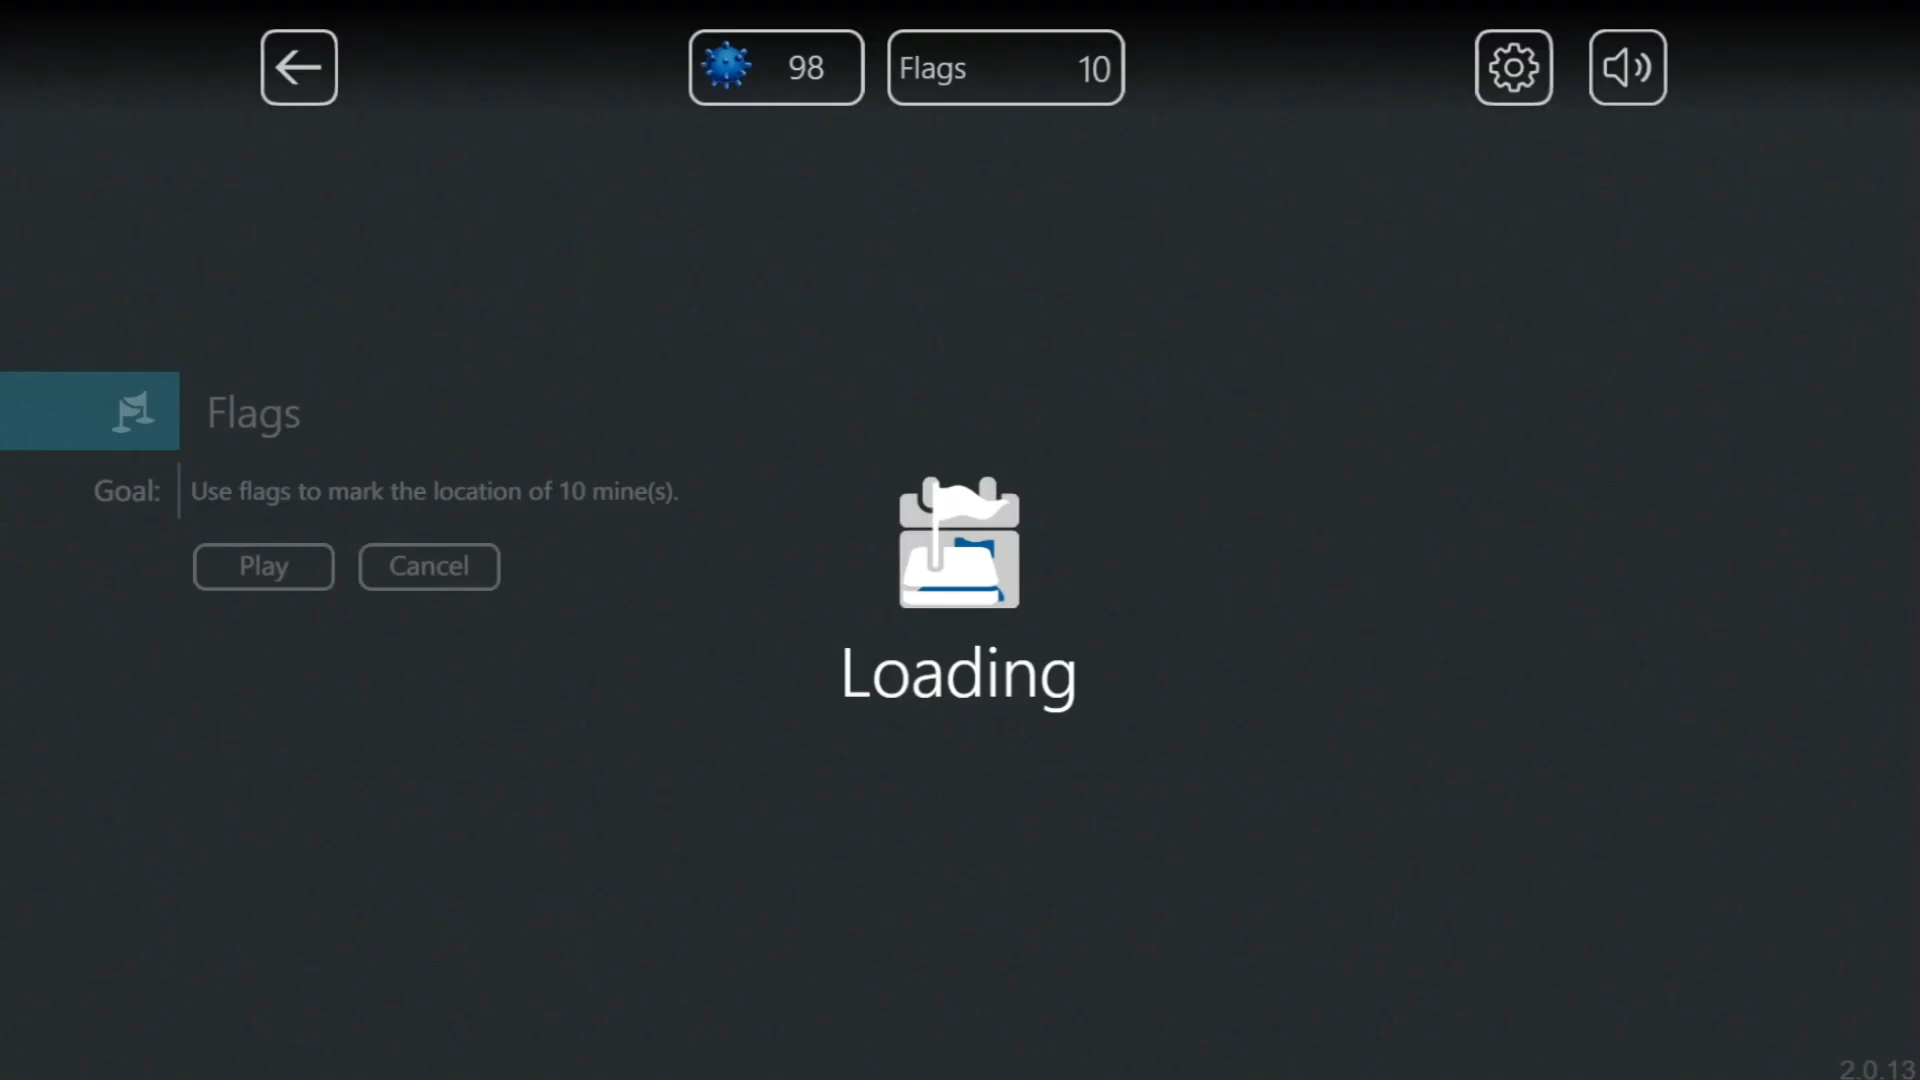 98
Flags 10
Flags
Goal: Use flags to mark the location of 10 mine(s).
Play
Cancel
Loading
2.0.13